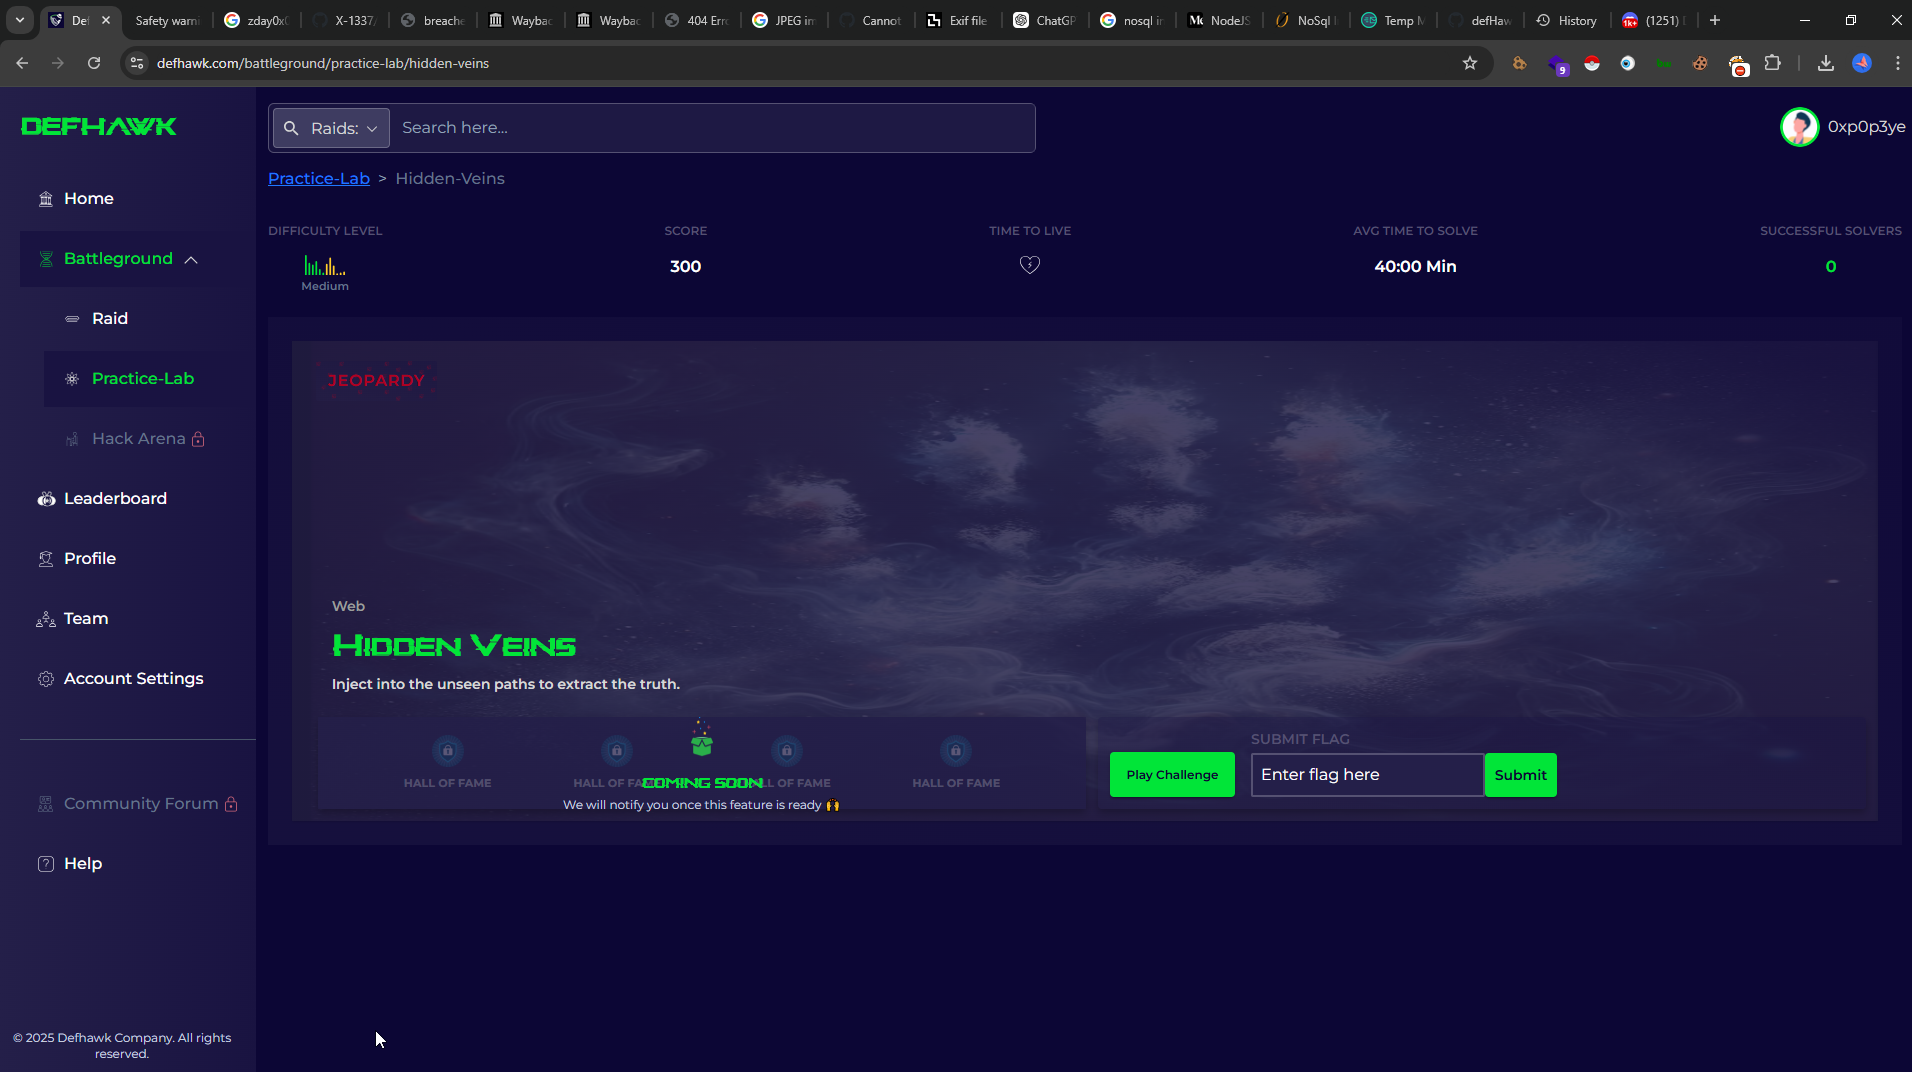 Def
Safety warni
zday0x0
X-1337/
breache
Waybac
Waybac
404 Erro
JPEG im
Cannot
Exif file
ChatGP
nosql in
NodeJS
NoSql I
Temp M
defHaw
History
(1251)
defhawk.com/battleground/practice-lab/hidden-veins
9
DEFHAWK
Raids:
Search here...
0xp0p3ye
Practice-Lab > Hidden-Veins
Home
Battleground
Raid
Practice-Lab
Hack Arena
Leaderboard
Profile
Team
Account Settings
Community Forum
Help
© 2025 Defhawk Company. All rights
reserved.
DIFFICULTY LEVEL
Medium
SCORE
300
TIME TO LIVE
AVG TIME TO SOLVE
40:00 Min
SUCCESSFUL SOLVERS
0
JEOPARDY
Web
Hidden Veins
Inject into the unseen paths to extract the truth.
HALL OF FAME
HALL OF FAME
HALL OF FAME
HALL OF FAME
COMING SOON
We will notify you once this feature is ready 🙌
Play Challenge
SUBMIT FLAG
Enter flag here
Submit